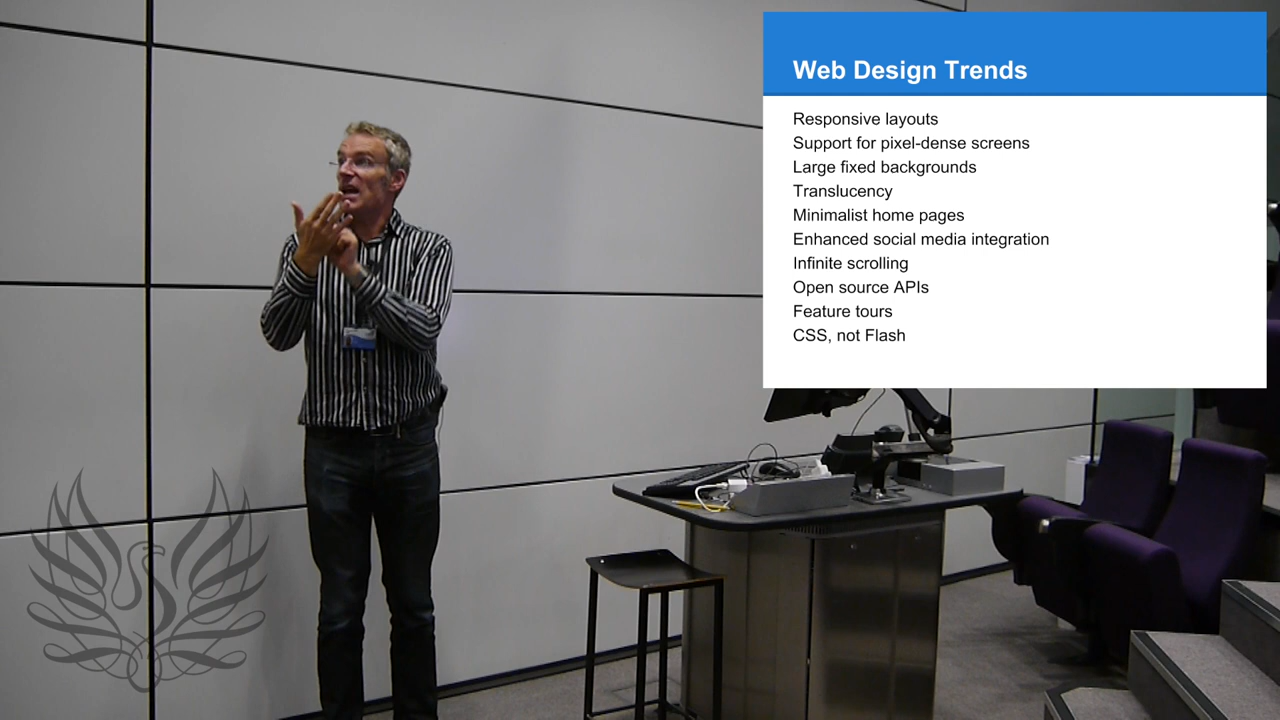 Web Design Trends
Responsive layouts
Support for pixel-dense screens
Large fixed backgrounds
Translucency
Minimalist home pages
Enhanced social media integration
Infinite scrolling
Open source APIs
Feature tours
CSS, not Flash